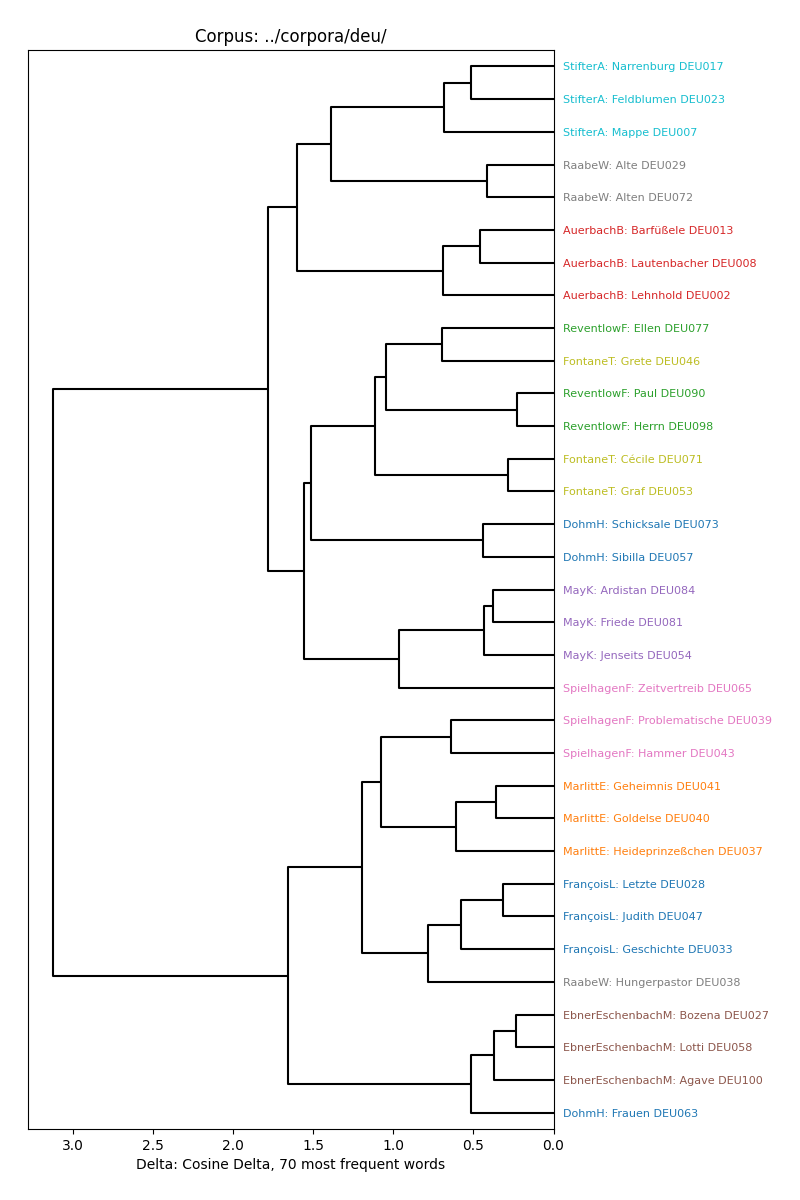 Corpus: ../corpora/deu/
StifterA: Narrenburg DEU017
StifterA: Feldblumen DEU023
StifterA: Mappe DEU007
RaabeW: Alte DEU029
RaabeW: Alten DEU072
AuerbachB: Barfüßele DEU013
AuerbachB: Lautenbacher DEU008
AuerbachB: Lehnhold DEU002
ReventlowF: Ellen DEU077
FontaneT: Grete DEU046
ReventlowF: Paul DEU090
ReventlowF: Herrn DEU098
FontaneT: Cécile DEU071
FontaneT: Graf DEU053
DohmH: Schicksale DEU073
DohmH: Sibilla DEU057
MayK: Ardistan DEU084
MayK: Friede DEU081
MayK: Jenseits DEU054
SpielhagenF: Zeitvertreib DEU065
SpielhagenF: Problematische DEU039
SpielhagenF: Hammer DEU043
MarlittE: Geheimnis DEU041
MarlittE: Goldelse DEU040
MarlittE: Heideprinzeßchen DEU037
FrançoisL: Letzte DEU028
FrançoisL: Judith DEU047
FrançoisL: Geschichte DEU033
RaabeW: Hungerpastor DEU038
EbnerEschenbachM: Bozena DEU027
EbnerEschenbachM: Lotti DEU058
EbnerEschenbachM: Agave DEU100
DohmH: Frauen DEU063
3.0 2.5 2.0 1.5 1.0 0.5 0.0
Delta: Cosine Delta, 70 most frequent words